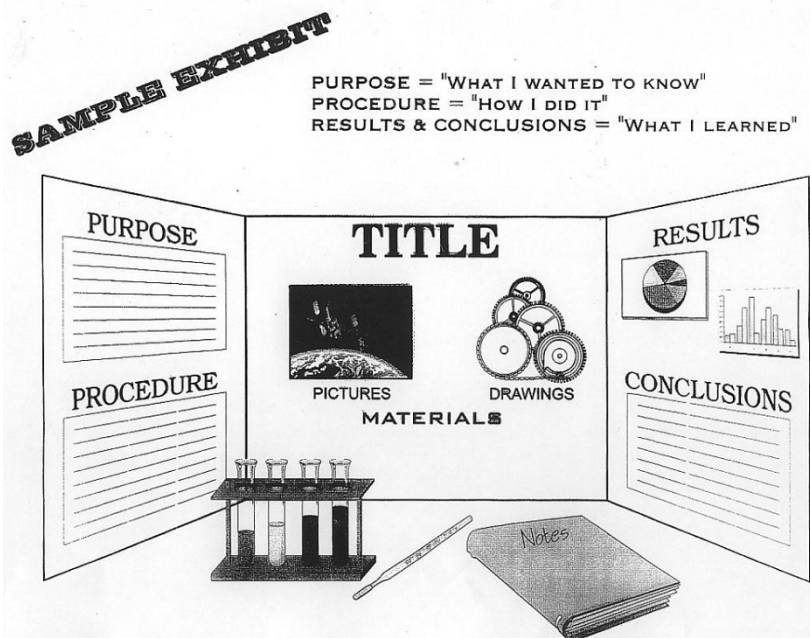 SAMPLE EXHIBIT
PURPOSE = "WHAT I WANTED TO KNOW"
PROCEDURE = "HOW I DID IT"
RESULTS & CONCLUSIONS = "WHAT I LEARNED"
PURPOSE
PROCEDURE
TITLE
PICTURES
DRAWINGS
MATERIALS
RESULTS
CONCLUSIONS
Notes